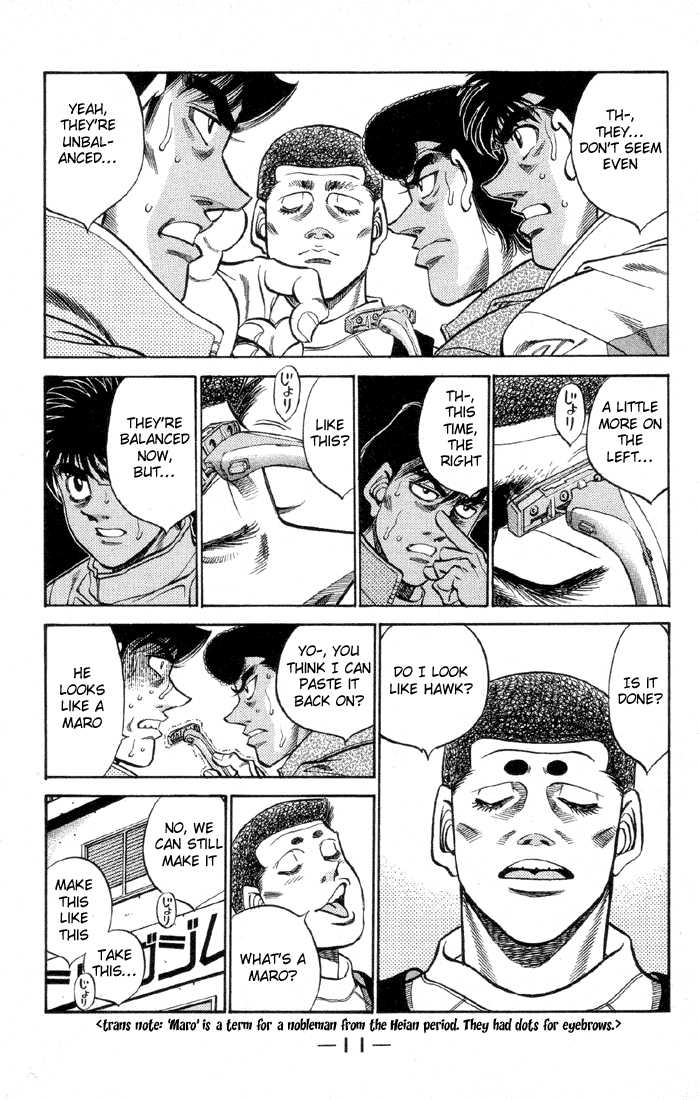 TH-,
THEY...
DON'T SEEM
EVEN
YEAH,
THEY'RE
UNBAL-
ANCED...
A LITTLE
MORE ON
THE
LEFT...
じょり
TH-,
THIS
TIME,
THE
RIGHT
じょり
LIKE
THIS?
THEY'RE
BALANCED
NOW,
BUT...
IS IT
DONE?
DO I LOOK
LIKE HAWK?
YO-, YOU
THINK I CAN
PASTE IT
BACK ON?
HE
LOOKS
LIKE A
MARO
WHAT'S A
MARO?
NO, WE
CAN STILL
MAKE IT
じょり
MAKE
THIS
LIKE
THIS
TAKE
THIS...
じょり
<trans note: 'Maro' is a term for a nobleman from the Heian period. They had dots for eyebrows.>
—11—